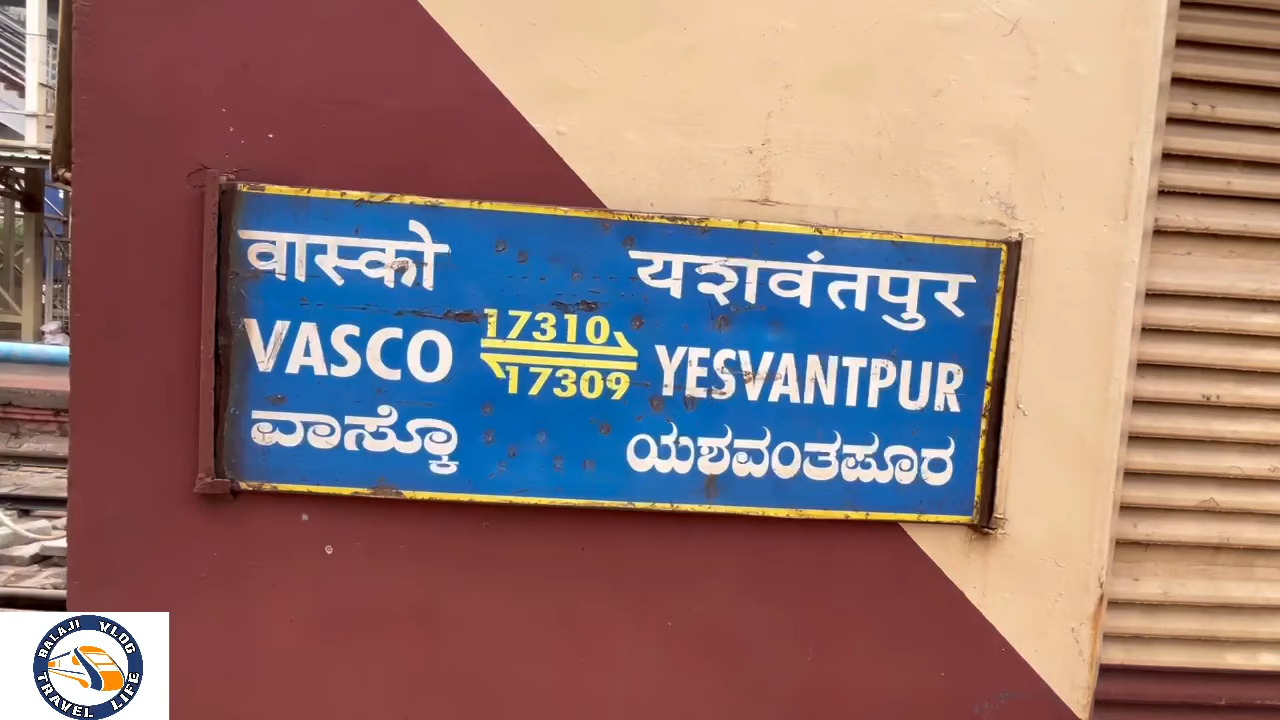 वास्को यशवंतपुर
17310
VASCO YESVANTPUR
17309
ವಾಸ್ಕೊ ಯಶವಂತಪೂರ
BALAJI VLOG
TRAVEL LIFE